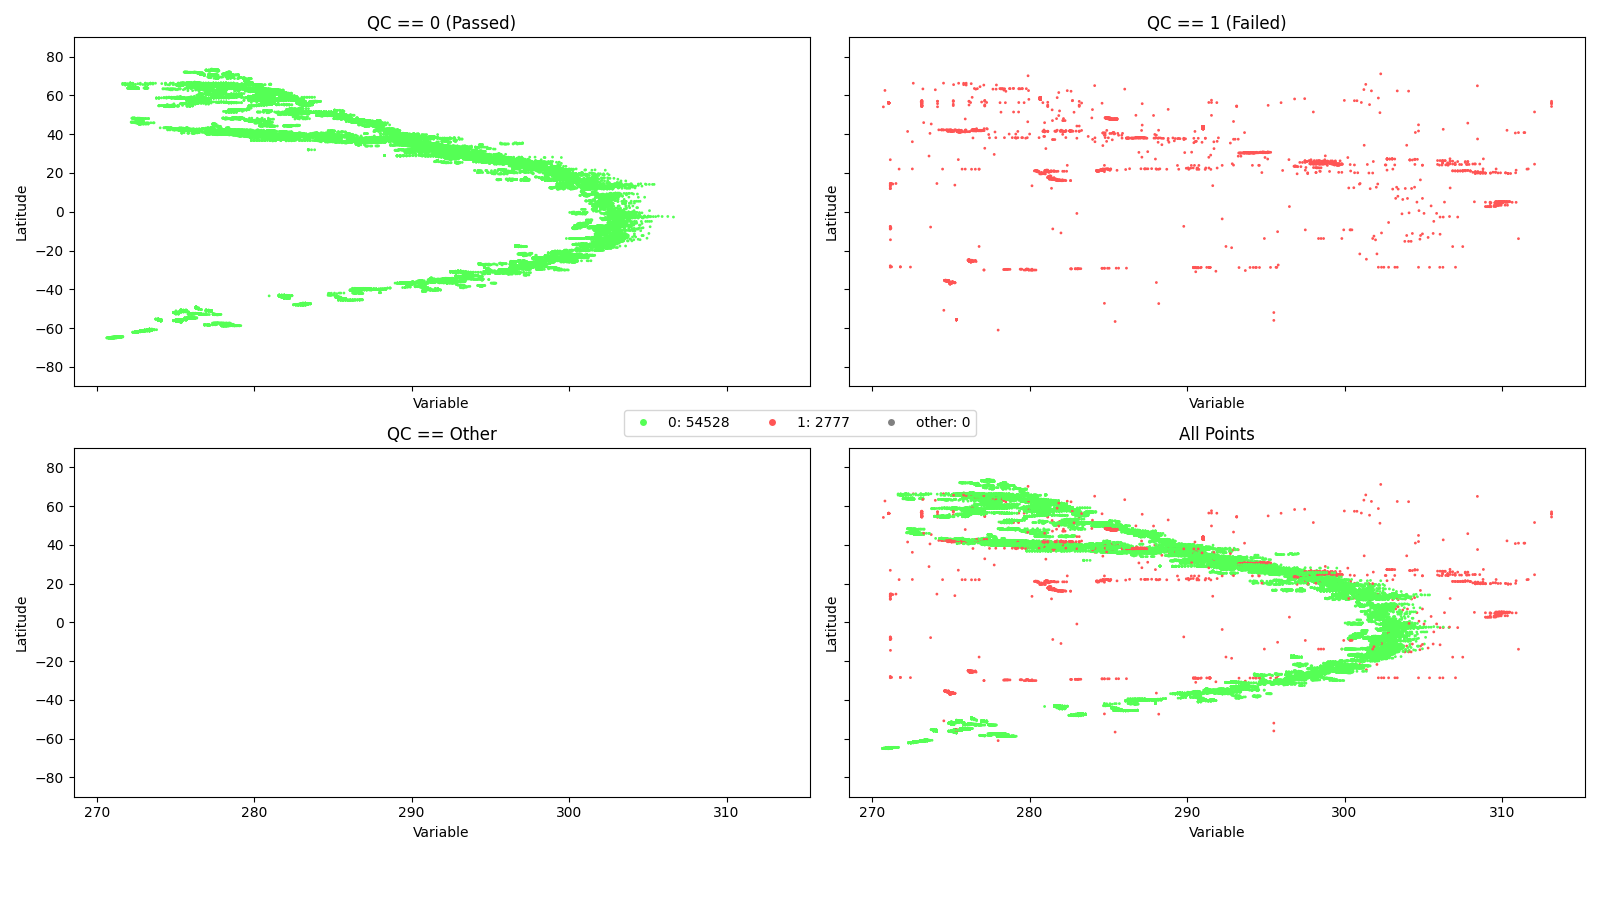 QC == 0 (Passed)
80
60
40
20
0
−20
−40
−60
−80
Latitude
Variable
QC == 1 (Failed)
Latitude
Variable
0: 54528 1: 2777 other: 0
QC == Other
80
60
40
20
0
−20
−40
−60
−80
Latitude
270 280 290 300 310
Variable
All Points
Latitude
270 280 290 300 310
Variable